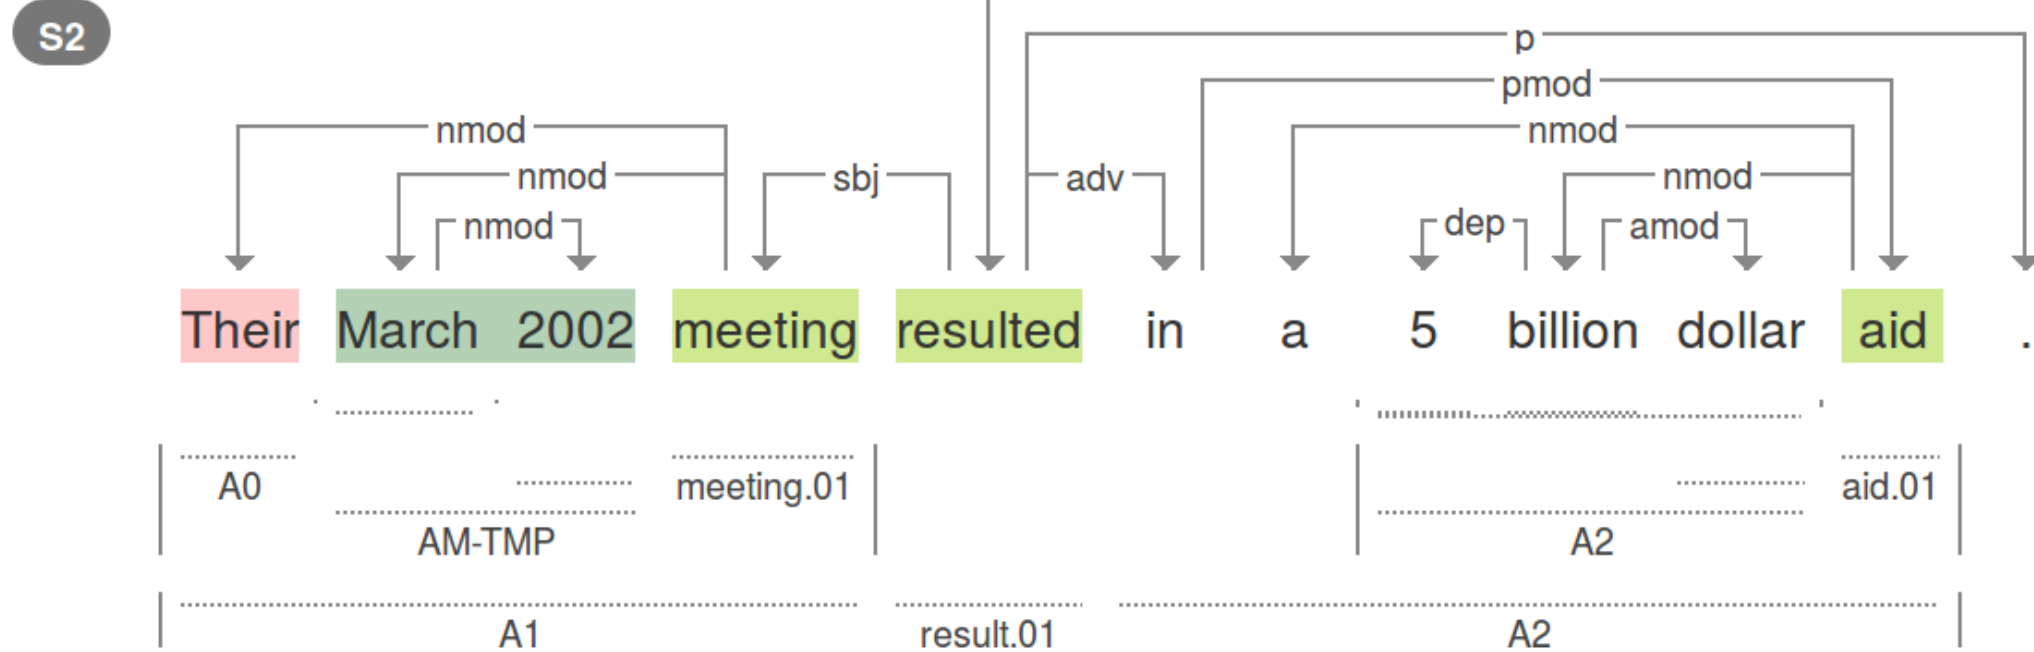 S2
p
pmod
nmod nmod
nmod sbj adv nmod
nmod dep amod
Their March 2002 meeting resulted in a 5 billion dollar aid .
A0 meeting.01 aid.01
AM-TMP A2
A1 result.01 A2